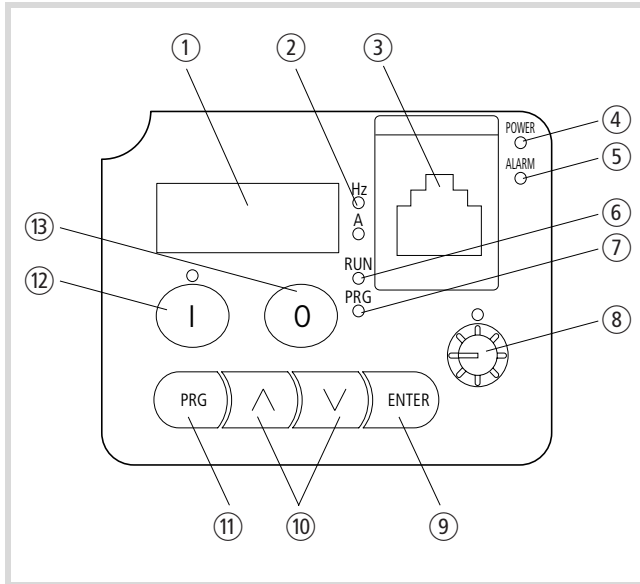 ① ② ③
POWER ④
ALARM ⑤
Hz
A
⑬ RUN ⑥
⑫ PRG ⑦
I 0 ⑧
PRG ∧ ∨ ENTER
⑪ ⑩ ⑨